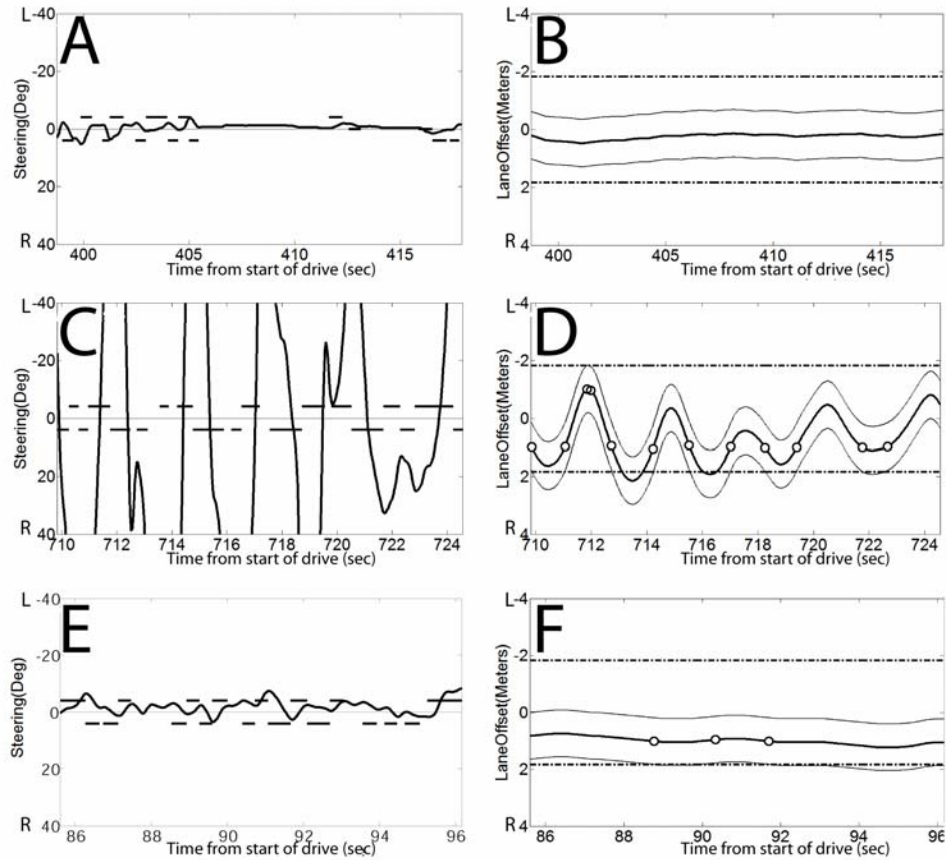 A
L-40
-20
0
20
R 40
Steering(Deg)
400 405 410 415
Time from start of drive (sec)
B
L-4
-2
0
2
R 4
LaneOffset(Meters)
400 405 410 415
Time from start of drive (sec)
C
L-40
-20
0
20
R 40
Steering(Deg)
710 712 714 716 718 720 722 724
Time from start of drive (sec)
D
L-4
-2
0
2
R 4
LaneOffset(Meters)
710 712 714 716 718 720 722 724
Time from start of drive (sec)
E
L -40
-20
0
20
R 40
Steering(Deg)
86 88 90 92 94 96
Time from start of drive (sec)
F
L -4
-2
0
2
R 4
LaneOffset(Meters)
86 88 90 92 94 96
Time from start of drive (sec)